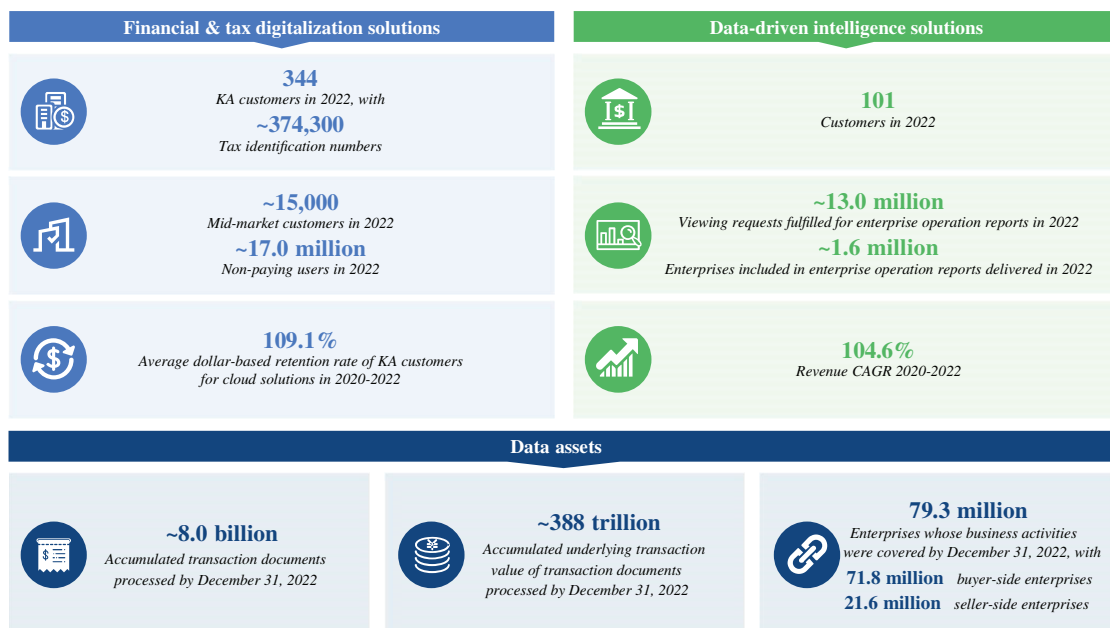 Financial & tax digitalization solutions
344
KA customers in 2022, with
~374,300
Tax identification numbers
~15,000
Mid-market customers in 2022
~17.0 million
Non-paying users in 2022
109.1%
Average dollar-based retention rate of KA customers
for cloud solutions in 2020-2022
Data-driven intelligence solutions
101
Customers in 2022
~13.0 million
Viewing requests fulfilled for enterprise operation reports in 2022
~1.6 million
Enterprises included in enterprise operation reports delivered in 2022
104.6%
Revenue CAGR 2020-2022
Data assets
~8.0 billion
Accumulated transaction documents
processed by December 31, 2022
~388 trillion
Accumulated underlying transaction
value of transaction documents
processed by December 31, 2022
79.3 million
Enterprises whose business activities
were covered by December 31, 2022, with
71.8 million buyer-side enterprises
21.6 million seller-side enterprises